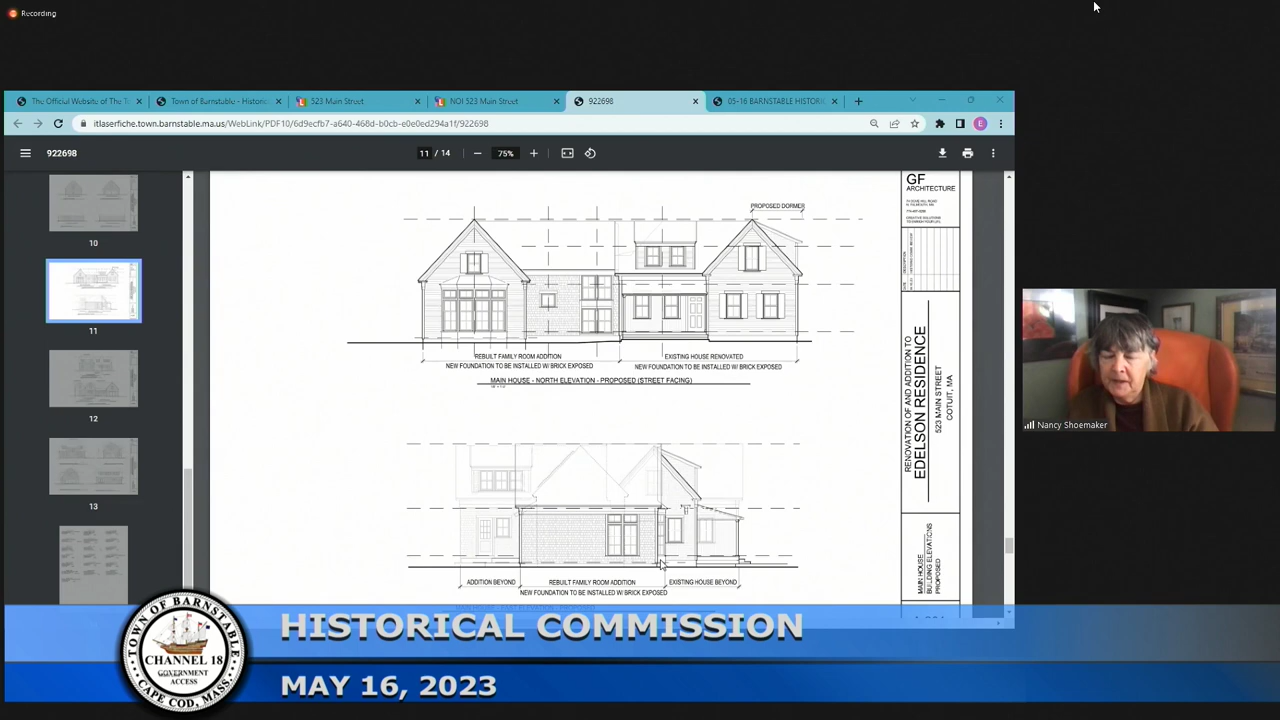 Recording
The Official Website of The T
Town of Barnstable - Historic
523 Main Street
NOI 523 Main Street
922698
05-16 BARNSTABLE HISTORIC
itlaserfiche.town.barnstable.ma.us/WebLink/PDF10/6d9ecfb7-a640-468d-b0cb-e0e0ed294a1f/922698
E
922698
11 / 14
75%
10
11
12
13
PROPOSED DORMER
REBUILT FAMILY ROOM ADDITION
NEW FOUNDATION TO BE INSTALLED W/ BRICK EXPOSED
EXISTING HOUSE RENOVATED
NEW FOUNDATION TO BE INSTALLED W/ BRICK EXPOSED
MAIN HOUSE - NORTH ELEVATION - PROPOSED (STREET FACING)
ADDITION BEYOND
REBUILT FAMILY ROOM ADDITION
EXISTING HOUSE BEYOND
NEW FOUNDATION TO BE INSTALLED W/ BRICK EXPOSED
GF
ARCHITECTURE
RENOVATION OF AND ADDITION TO
EDELSON RESIDENCE
523 MAIN STREET
COTUIT, MA
MAIN HOUSE
BUILDING ELEVATIONS
PROPOSED
Nancy Shoemaker
TOWN OF BARNSTABLE
CHANNEL 18
GOVERNMENT
ACCESS
CAPE COD, MASS.
HISTORICAL COMMISSION
MAY 16, 2023